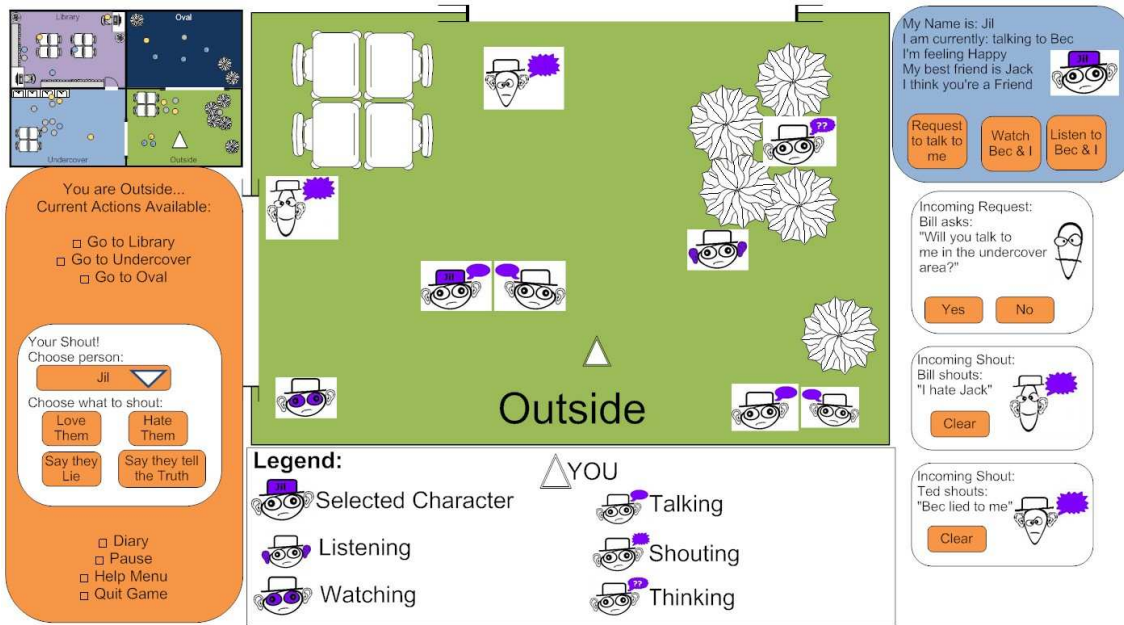 Library
Oval
Undercover
Outside
You are Outside...
Current Actions Available:
Go to Library
Go to Undercover
Go to Oval
Your Shout!
Choose person:
Jil
Choose what to shout:
Love
Them
Hate
Them
Say they
Lie
Say they tell
the Truth
Diary
Pause
Help Menu
Quit Game
??
Jil
Outside
Legend:
YOU
Jil
Selected Character
Talking
Listening
Shouting
Watching
??
Thinking
My Name is: Jil
I am currently: talking to Bec
I'm feeling Happy
My best friend is Jack
I think you're a Friend
Jil
Request
to talk to
me
Watch
Bec & I
Listen to
Bec & I
Incoming Request:
Bill asks:
"Will you talk to
me in the undercover
area?"
Yes
No
Incoming Shout:
Bill shouts:
"I hate Jack"
Clear
Incoming Shout:
Ted shouts:
"Bec lied to me"
Clear